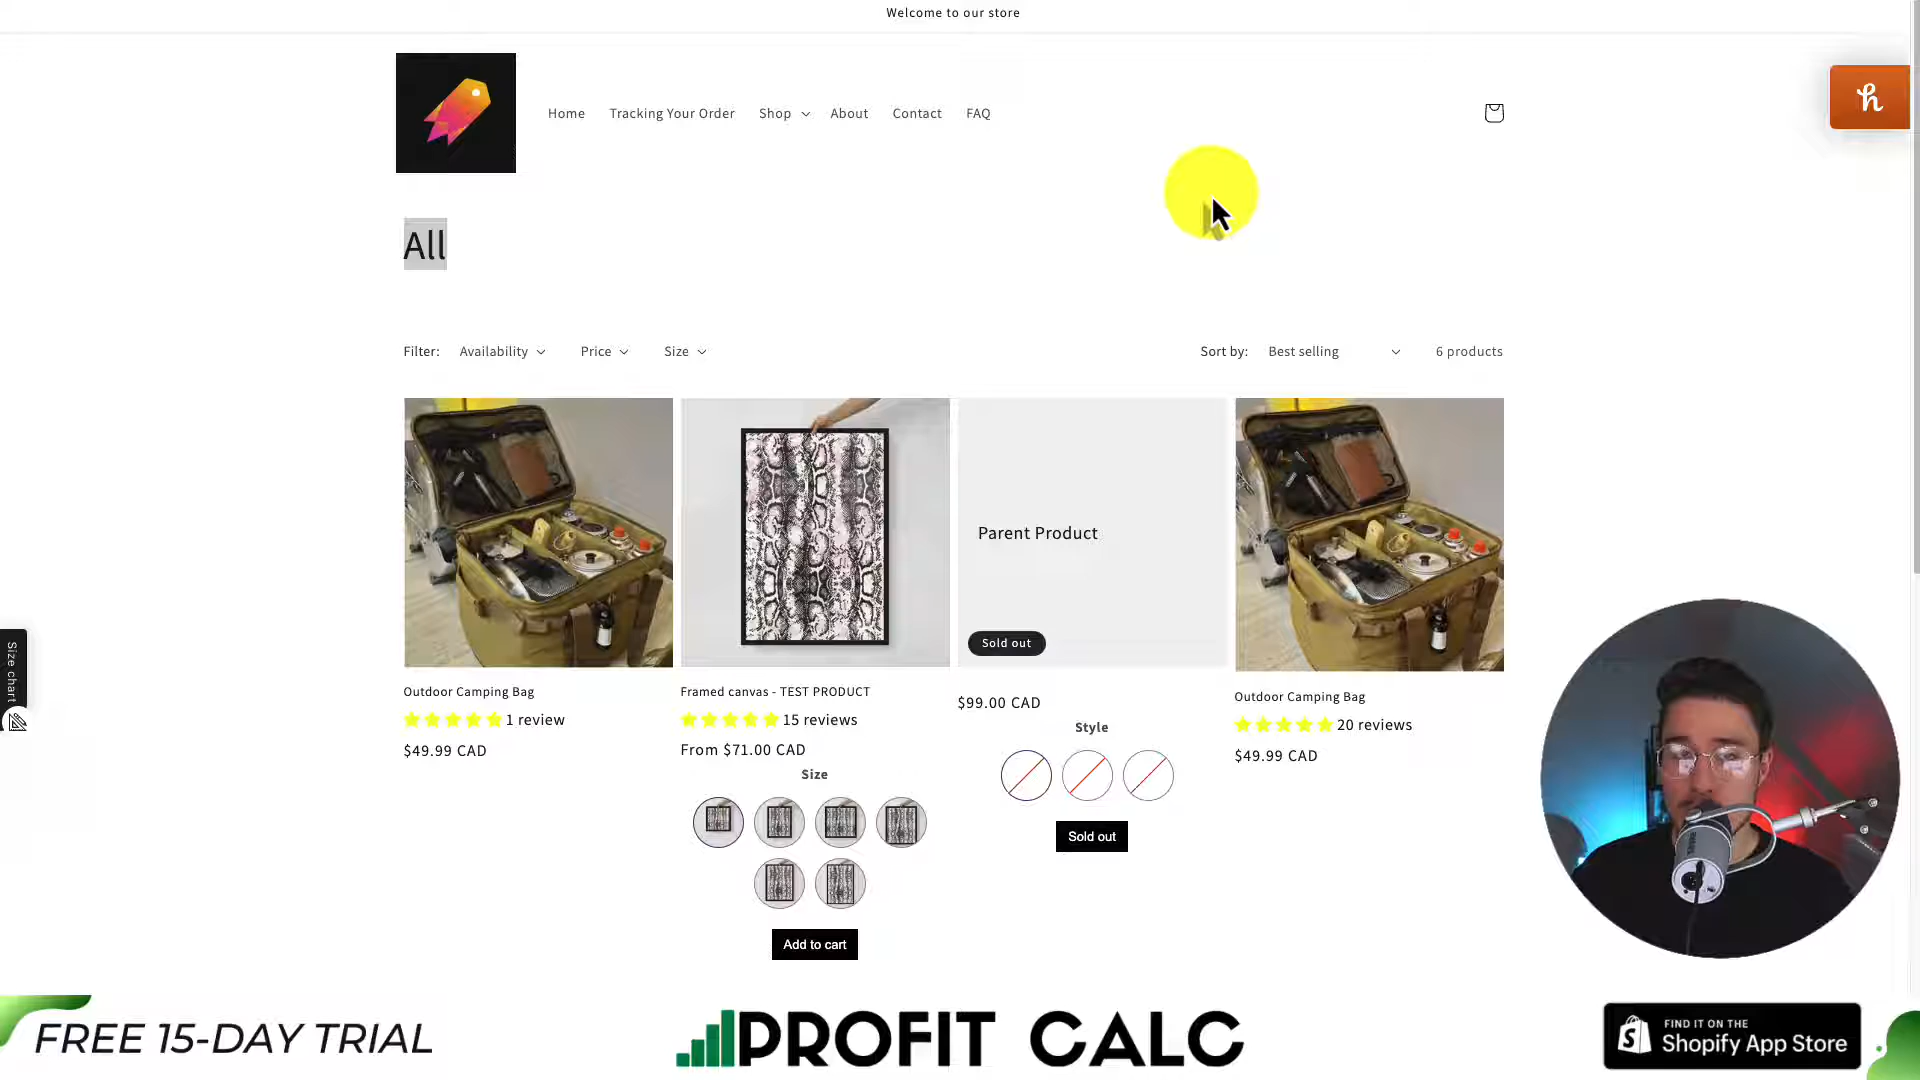 Welcome to our store
Home
Tracking Your Order
Shop
About
Contact
FAQ
All
Filter:
Availability
Price
Size
Sort by:
Best selling
6 products
Parent Product
Sold out
Outdoor Camping Bag
1 review
$49.99 CAD
Framed canvas - TEST PRODUCT
15 reviews
From $71.00 CAD
Size
Add to cart
$99.00 CAD
Style
Sold out
Outdoor Camping Bag
20 reviews
$49.99 CAD
Size chart
FREE 15-DAY TRIAL
PROFIT CALC
FIND IT ON THE
Shopify App Store